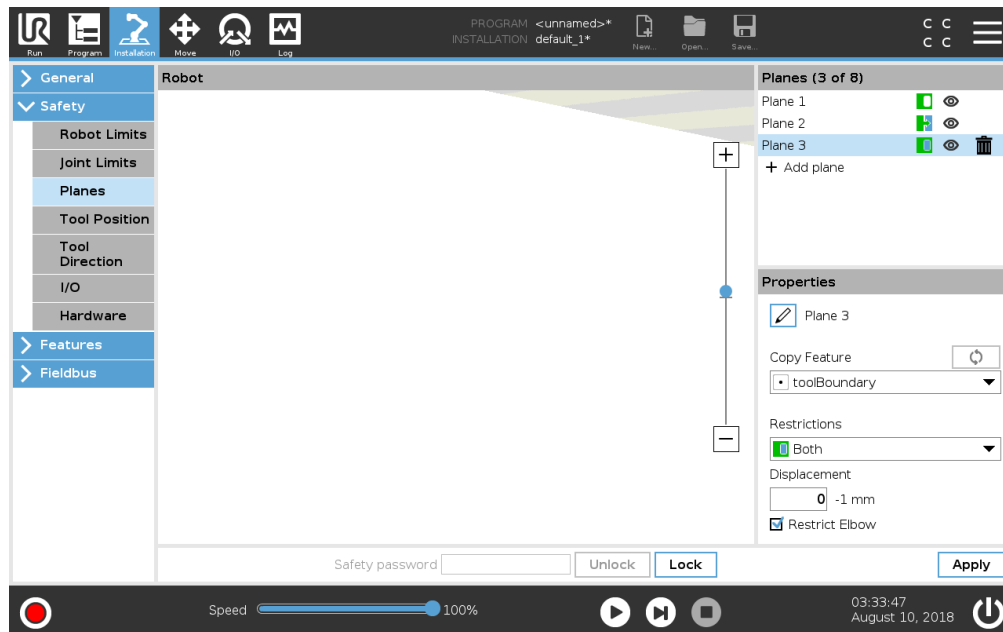 PROGRAM <unnamed>*
INSTALLATION default_1*
UR
Run Program Installation Move I/O Log
New... Open... Save...
C C
C C
General
Safety
Robot Limits
Joint Limits
Planes
Tool Position
Tool
Direction
I/O
Hardware
Features
Fieldbus
Robot
Planes (3 of 8)
Plane 1
Plane 2
Plane 3
+ Add plane
Properties
Plane 3
Copy Feature
toolBoundary
Restrictions
Both
Displacement
0 -1 mm
Restrict Elbow
Safety password Unlock Lock
Apply
Speed 100%
03:33:47
August 10, 2018